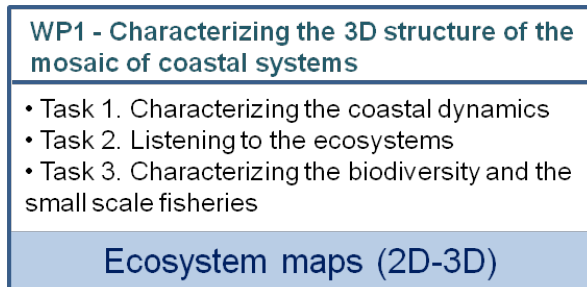 WP1 - Characterizing the 3D structure of the
mosaic of coastal systems
• Task 1. Characterizing the coastal dynamics
• Task 2. Listening to the ecosystems
• Task 3. Characterizing the biodiversity and the
small scale fisheries
Ecosystem maps (2D-3D)